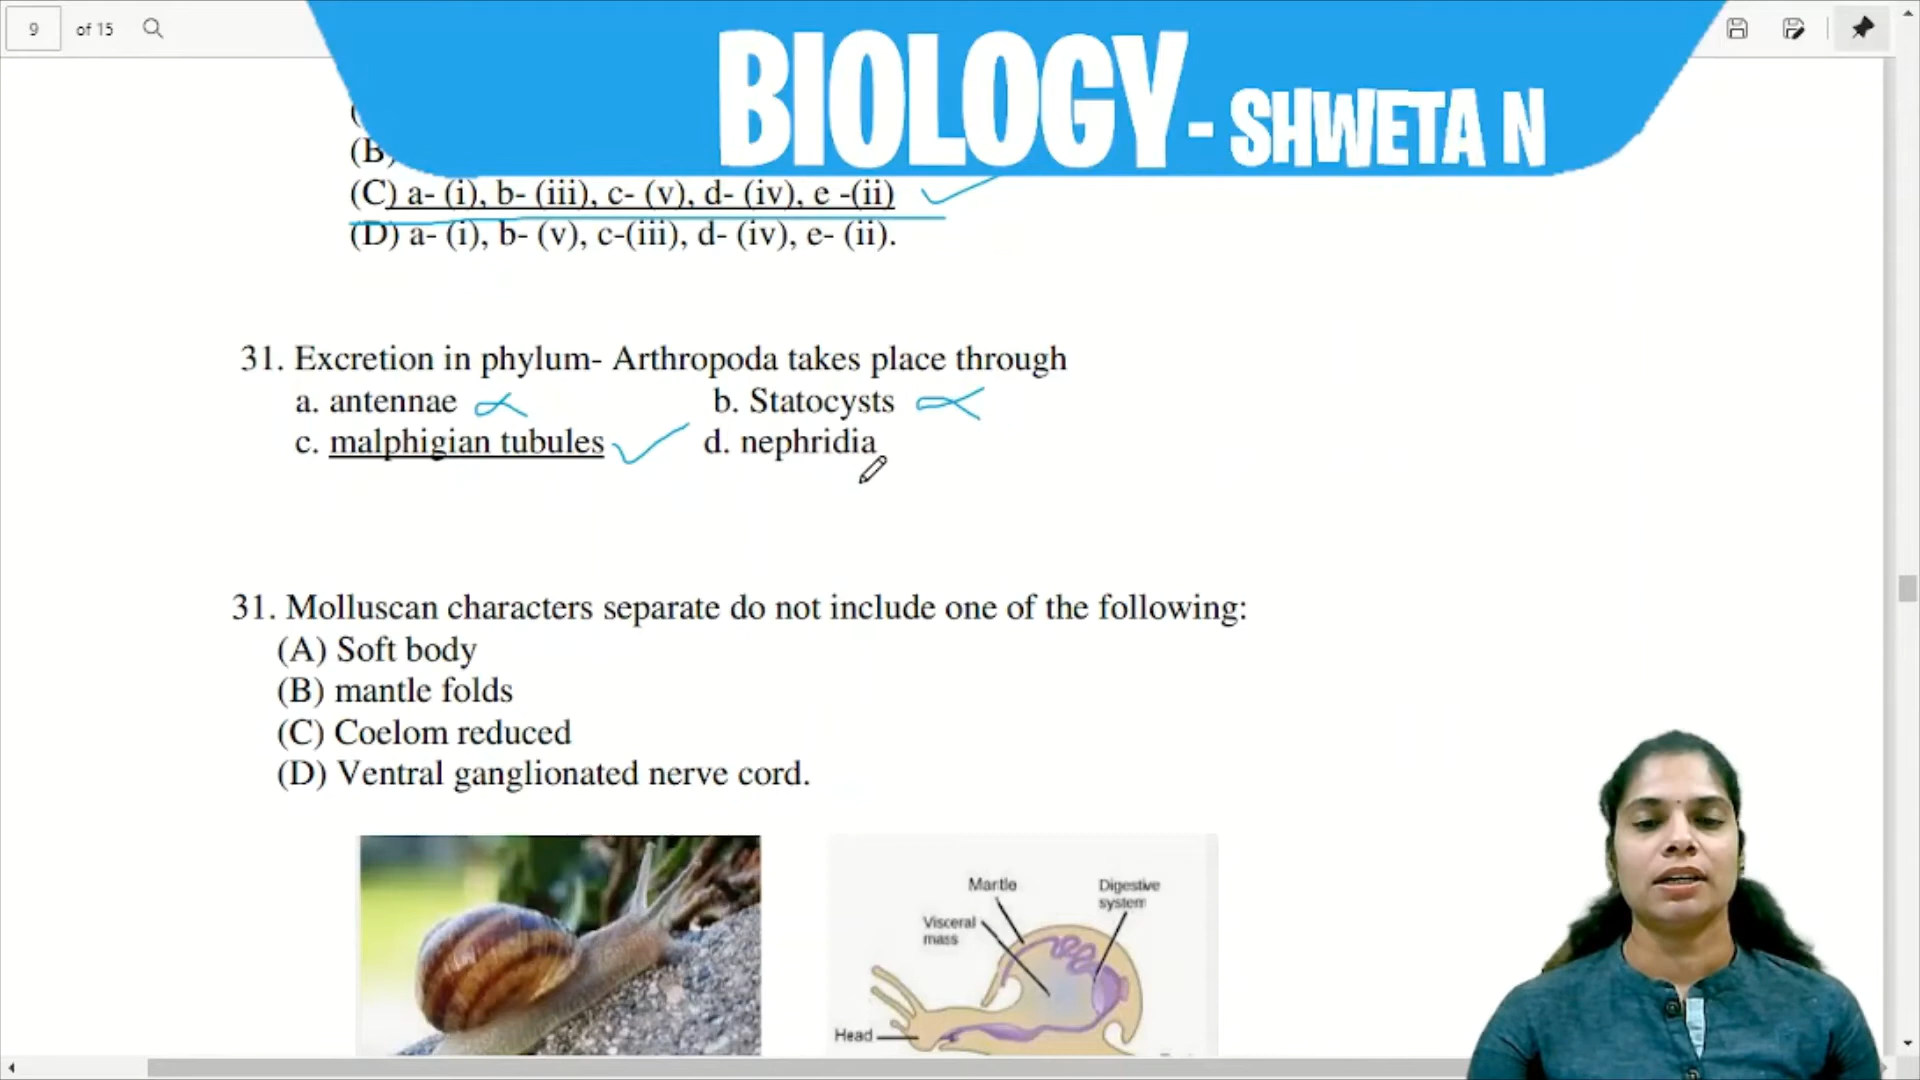 9 of 15
BIOLOGY - SHWETA N
(B)
(C) a- (i), b- (iii), c- (v), d- (iv), e -(ii)
(D) a- (i), b- (v), c-(iii), d- (iv), e- (ii).
31. Excretion in phylum- Arthropoda takes place through
a. antennae b. Statocysts
c. malphigian tubules d. nephridia
31. Molluscan characters separate do not include one of the following:
(A) Soft body
(B) mantle folds
(C) Coelom reduced
(D) Ventral ganglionated nerve cord.
Mantle
Digestive
system
Visceral
mass
Head